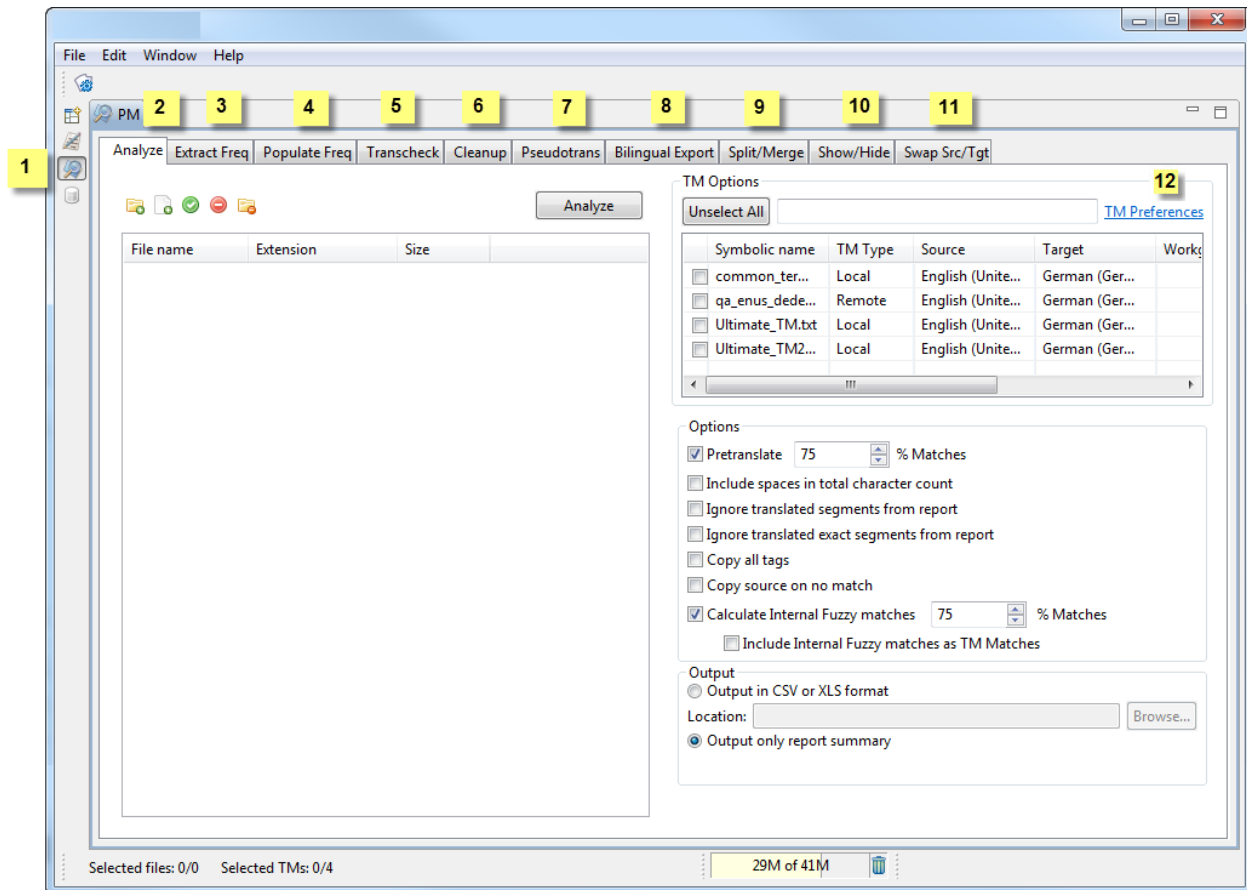 File Edit Window Help
PM
1
2
3
4
5
6
7
8
9
10
11
12
Analyze Extract Freq Populate Freq Transcheck Cleanup Pseudotrans Bilingual Export Split/Merge Show/Hide Swap Src/Tgt
Analyze
File name Extension Size
TM Options
Unselect All TM Preferences
Symbolic name TM Type Source Target Workg
common_ter... Local English (Unite... German (Ger...
qa_enus_dede... Remote English (Unite... German (Ger...
Ultimate_TM.txt Local English (Unite... German (Ger...
Ultimate_TM2... Local English (Unite... German (Ger...
Options
Pretranslate 75 % Matches
Include spaces in total character count
Ignore translated segments from report
Ignore translated exact segments from report
Copy all tags
Copy source on no match
Calculate Internal Fuzzy matches 75 % Matches
Include Internal Fuzzy matches as TM Matches
Output
Output in CSV or XLS format
Location: Browse...
Output only report summary
Selected files: 0/0 Selected TMs: 0/4 29M of 41M